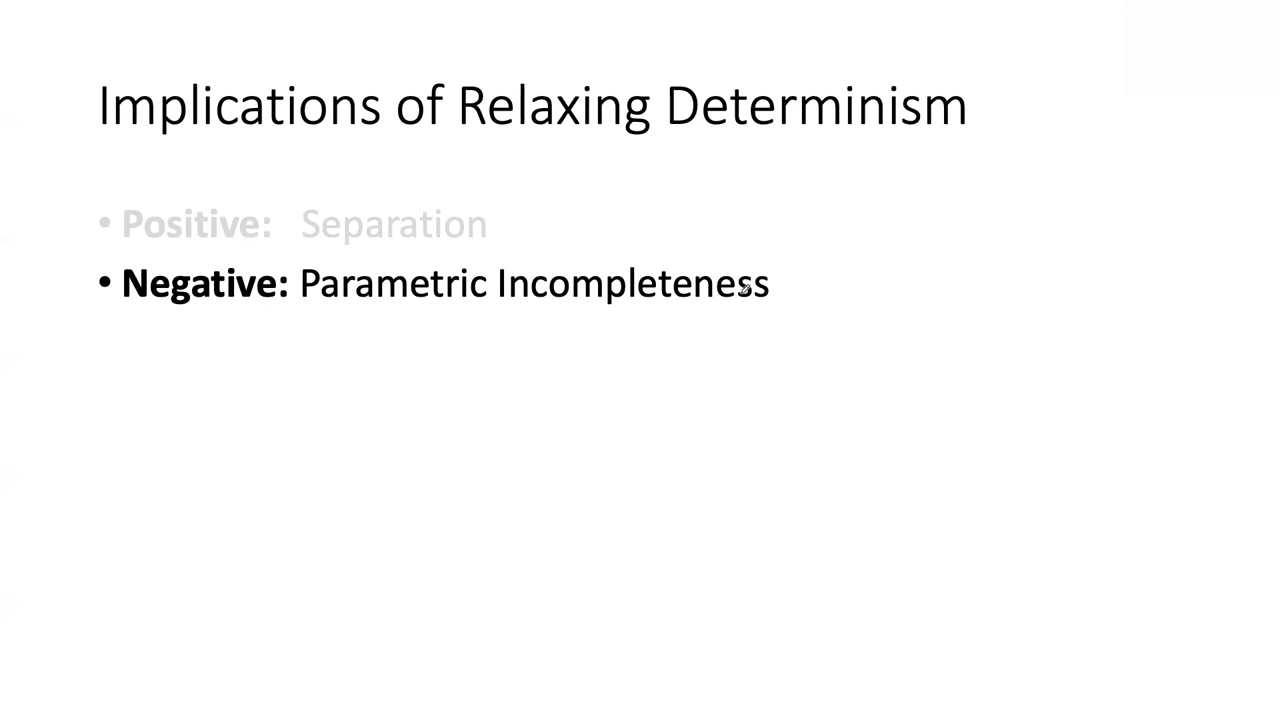 Implications of Relaxing Determinism
• Positive: Separation
• Negative: Parametric Incompleteness